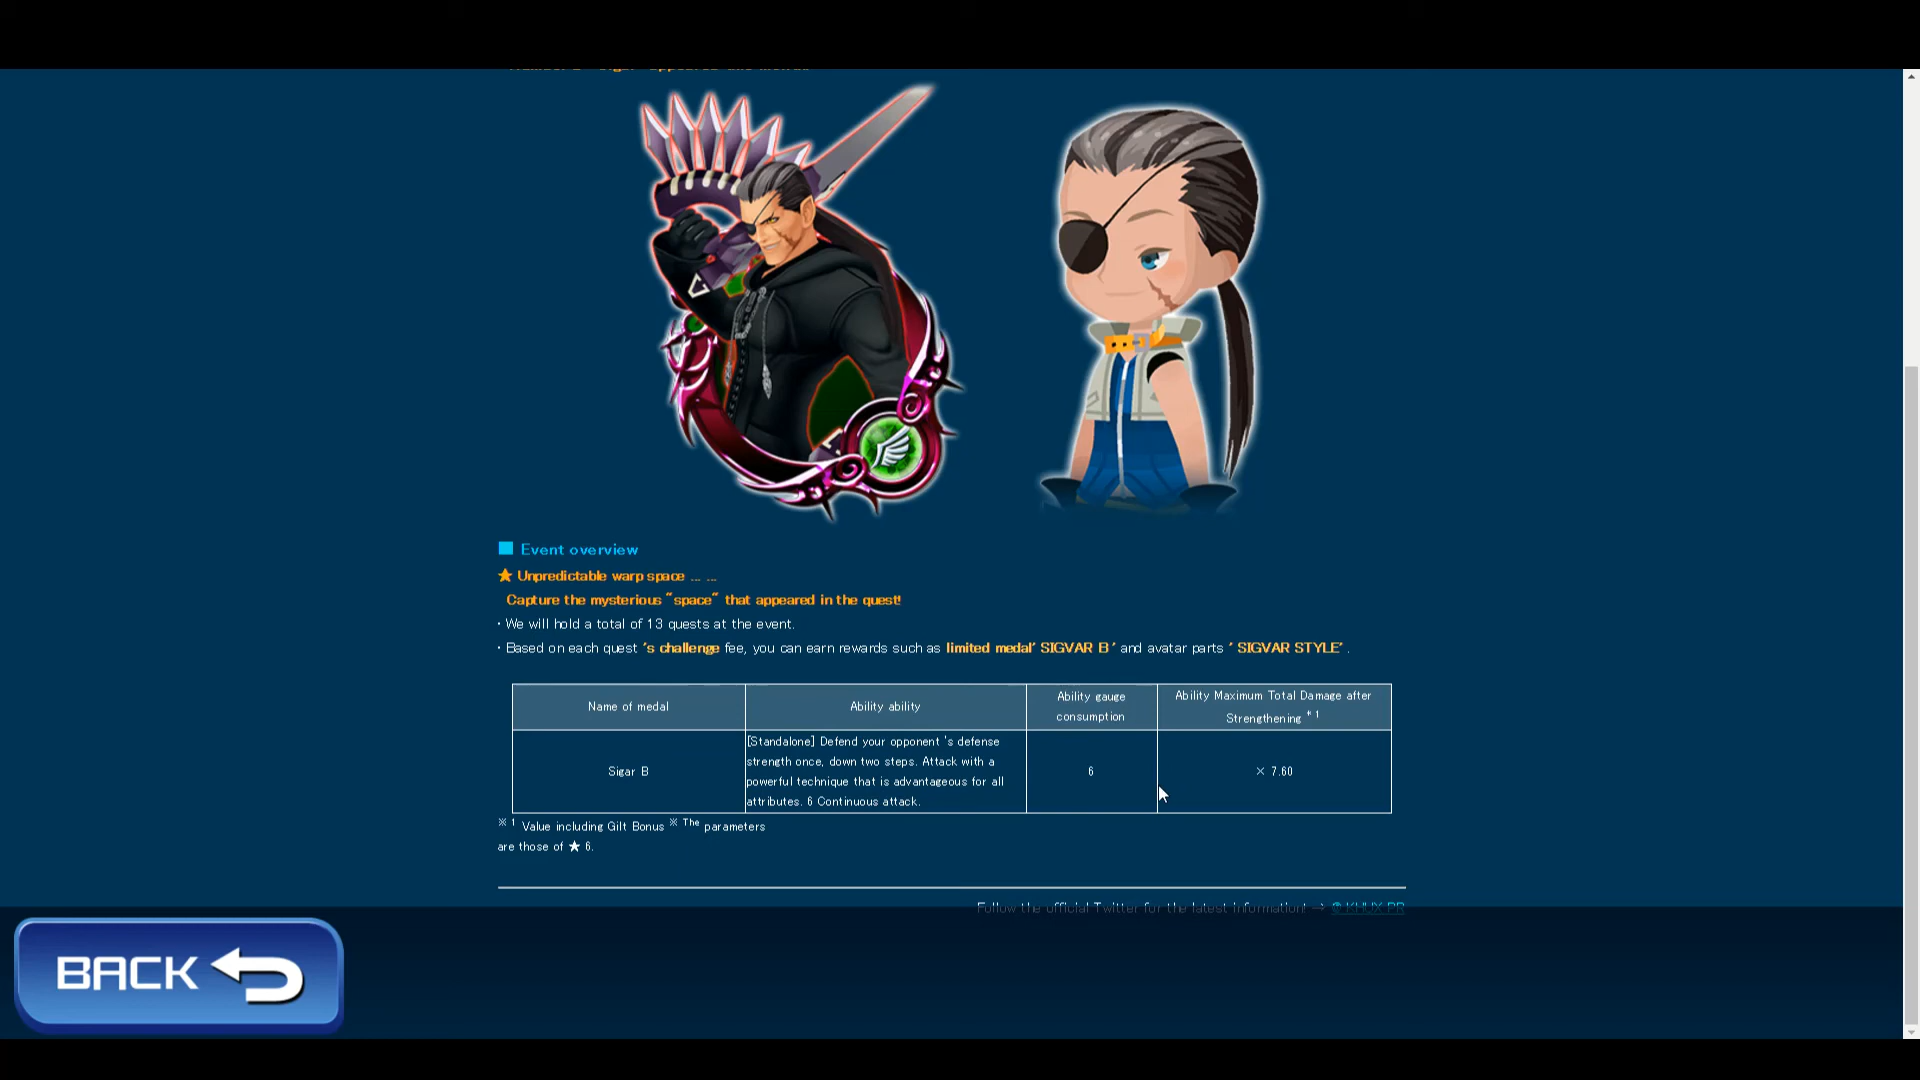 ■ Event overview
★ Unpredictable warp space ... ...
Capture the mysterious "space" that appeared in the quest!
・We will hold a total of 13 quests at the event.
・Based on each quest 's challenge fee, you can earn rewards such as limited medal' SIGVAR B ' and avatar parts ' SIGVAR STYLE' .
Name of medal
Ability ability
Ability gauge
consumption
Ability Maximum Total Damage after
Strengthening * 1
Sigar B
[Standalone] Defend your opponent 's defense
strength once, down two steps. Attack with a
powerful technique that is advantageous for all
attributes. 6 Continuous attack.
6
× 7.60
※ 1 Value including Gilt Bonus ※ The parameters
are those of ★ 6.
Follow the official Twitter for the latest information! → @ KHUX PR
BACK